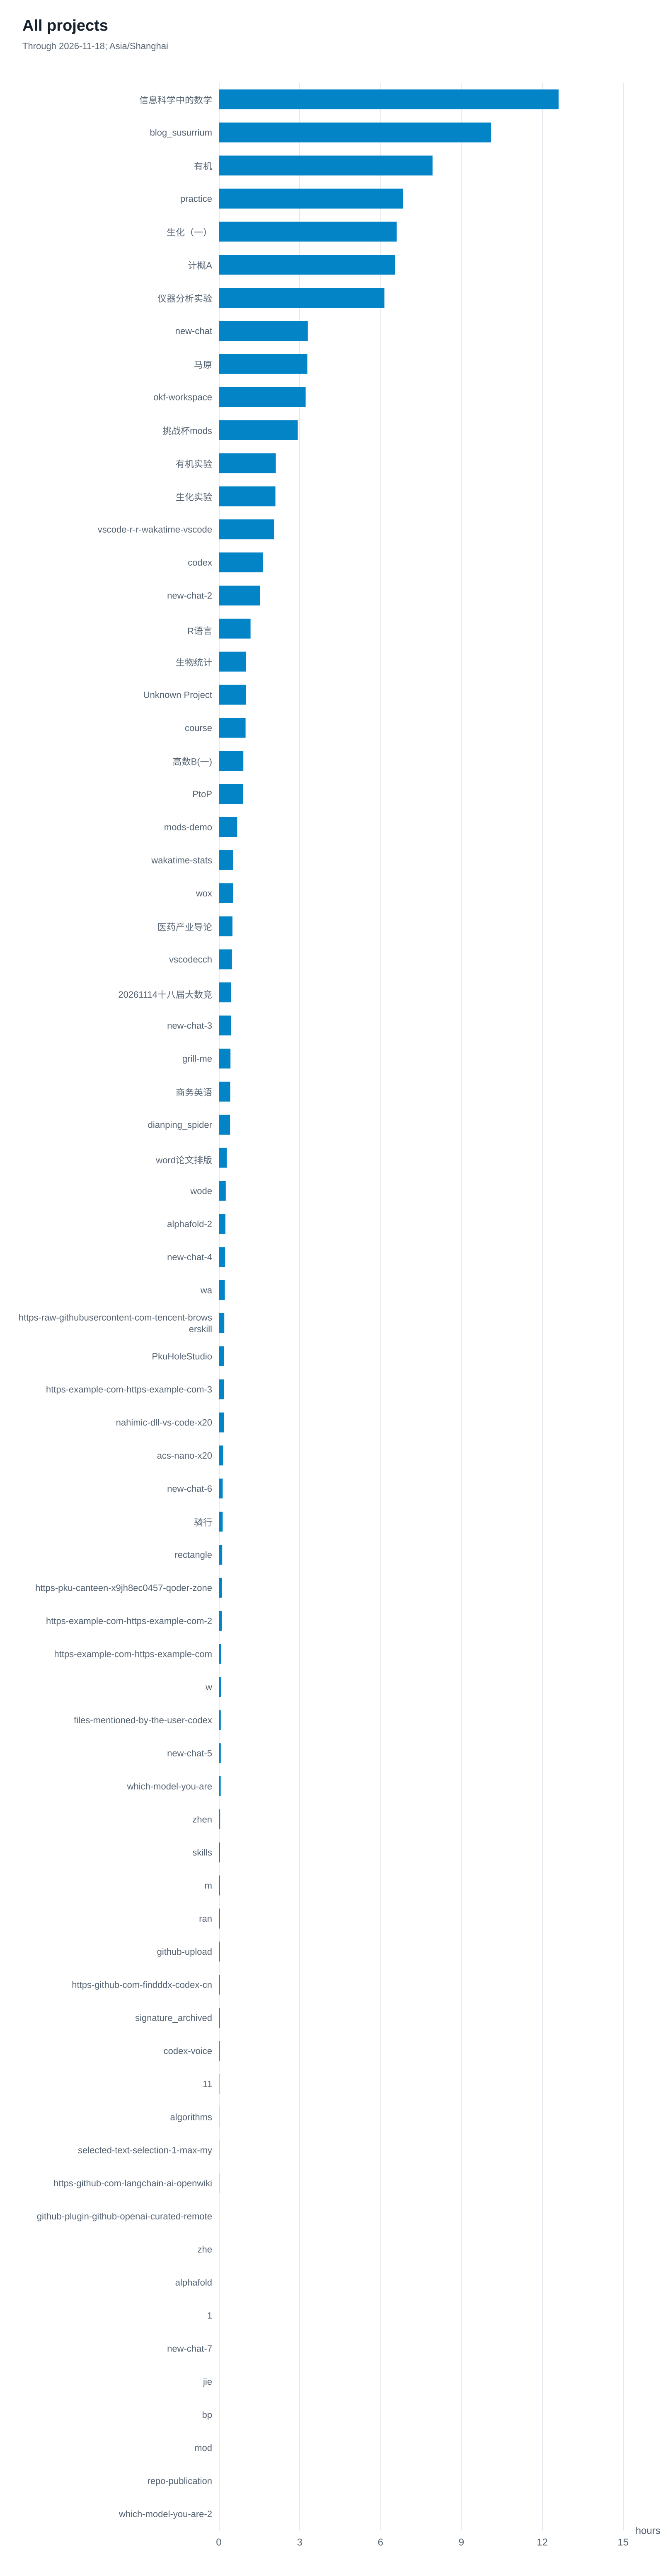 All projects
Through 2026-11-18; Asia/Shanghai
信息科学中的数学
blog_susurrium
有机
practice
生化（一）
计概A
仪器分析实验
new-chat
马原
okf-workspace
挑战杯mods
有机实验
生化实验
vscode-r-r-wakatime-vscode
codex
new-chat-2
R语言
生物统计
Unknown Project
course
高数B(一)
PtoP
mods-demo
wakatime-stats
wox
医药产业导论
vscodecch
20261114十八届大数竞
new-chat-3
grill-me
商务英语
dianping_spider
word论文排版
wode
alphafold-2
new-chat-4
wa
https-raw-githubusercontent-com-tencent-brows
erskill
PkuHoleStudio
https-example-com-https-example-com-3
nahimic-dll-vs-code-x20
acs-nano-x20
new-chat-6
骑行
rectangle
https-pku-canteen-x9jh8ec0457-qoder-zone
https-example-com-https-example-com-2
https-example-com-https-example-com
w
files-mentioned-by-the-user-codex
new-chat-5
which-model-you-are
zhen
skills
m
ran
github-upload
https-github-com-findddx-codex-cn
signature_archived
codex-voice
11
algorithms
selected-text-selection-1-max-my
https-github-com-langchain-ai-openwiki
github-plugin-github-openai-curated-remote
zhe
alphafold
1
new-chat-7
jie
bp
mod
repo-publication
which-model-you-are-2
hours
0 3 6 9 12 15